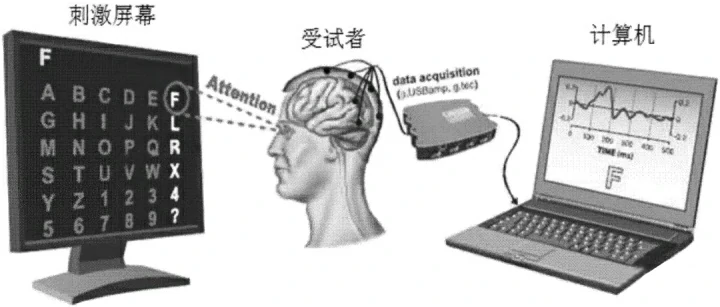 刺激屏幕
F
A B C D E F
G H I J K L
M N O P Q R
S T U V W X
Y Z 1 2 3 4
5 6 7 8 9 ?
Attention
受试者
data acquisition
(g.USBamp, g.tec)
计算机
0.2
0
-0.2
0 100 200 300 400 500
TIME (ms)
F